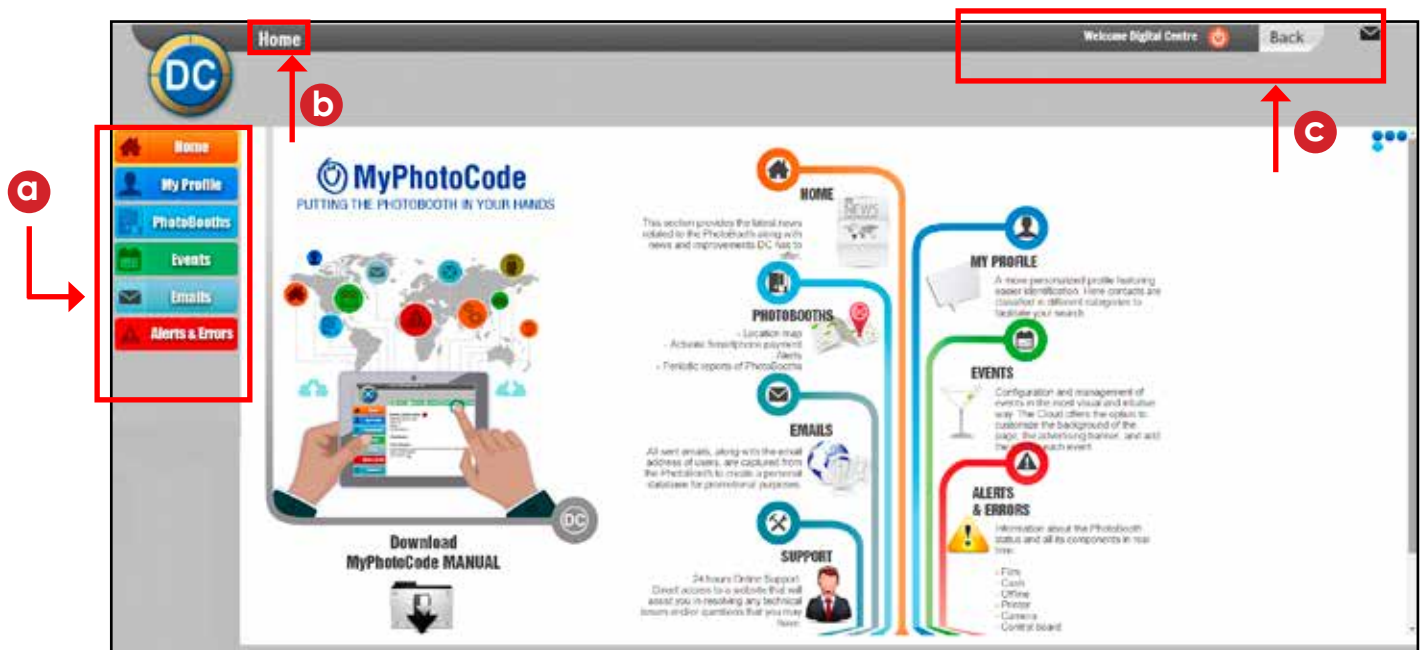 Home
Welcome Digital Centre
Back
DC
b
c
a
Home
My Profile
PhotoBooths
Events
Emails
Alerts & Errors
MyPhotoCode
PUTTING THE PHOTOBOOTH IN YOUR HANDS
DC
Download
MyPhotoCode MANUAL
HOME
NEWS
This section provides the latest news
related to the PhotoBooth along with
news and improvements DC has to
offer.
PHOTOBOOTHS
- Location map
- Activate Smartphone payment
Alerts
- Periodic reports of PhotoBooths
EMAILS
All sent emails, along with the email
address of users, are captured from
the PhotoBooth to create a personal
database for promotional purposes.
SUPPORT
24 hours Online Support.
Direct access to a website that will
assist you in resolving any technical
issues and/or questions that you may
have.
MY PROFILE
A more personalized profile featuring
easier identification. Here contacts are
classified in different categories to
facilitate your search.
EVENTS
Configuration and management of
events in the most visual and intuitive
way. The Cloud offers the option to
customize the background of the
page, the advertising banner, and add
each event
ALERTS
& ERRORS
Information about the PhotoBooth
status and all its components in real
time.
- Film
- Cash
- Offline
- Printer
- Camera
- Control board